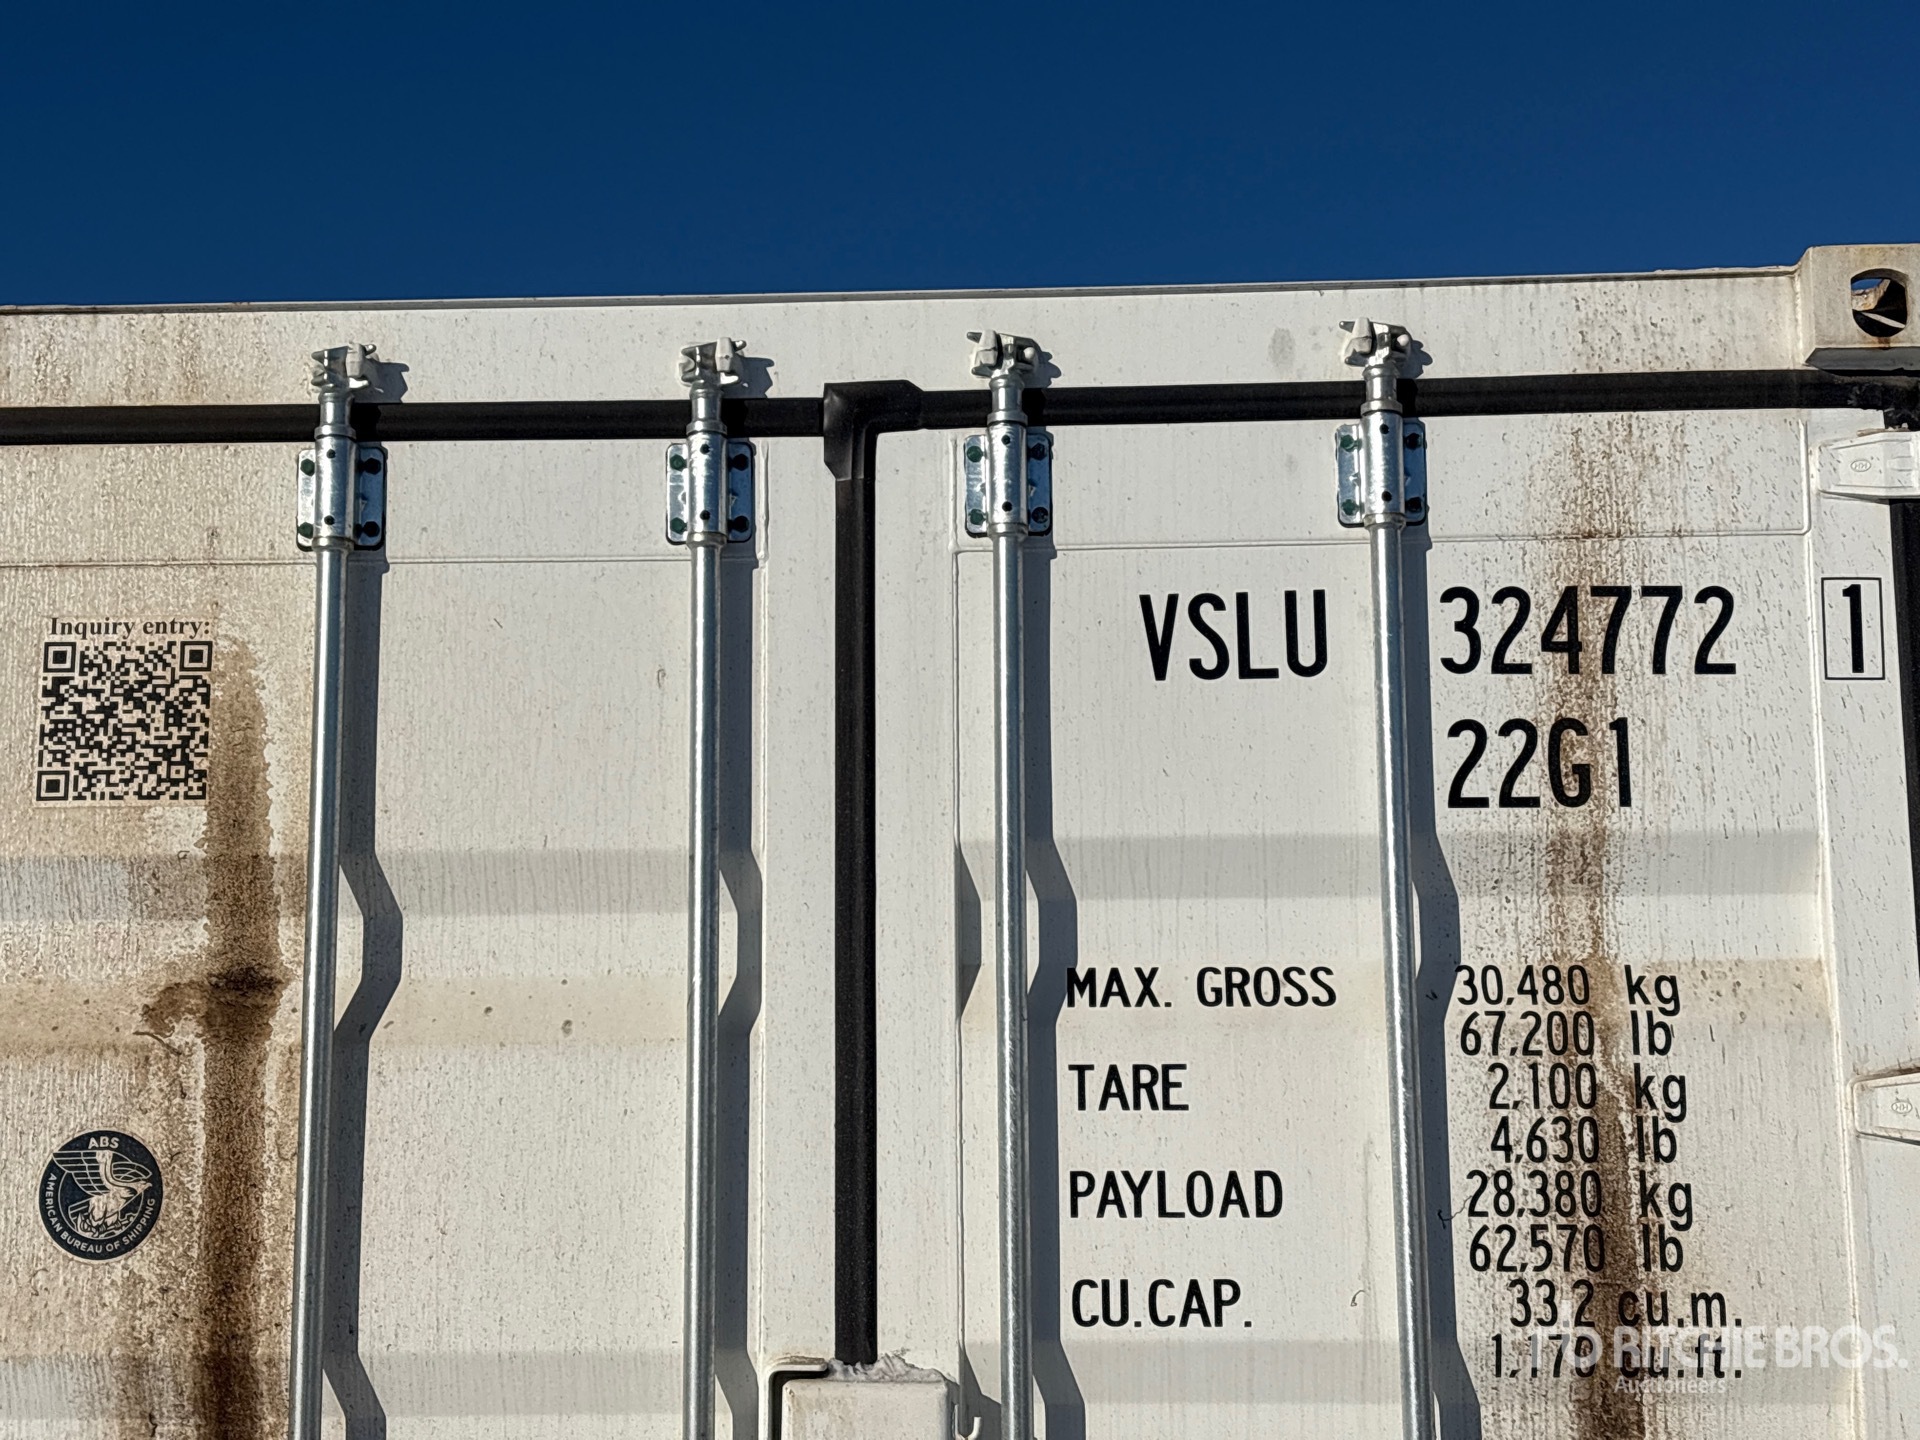 Inquiry entry:
VSLU 324772 1
22G1
MAX. GROSS 30,480 kg
67,200 lb
TARE 2,100 kg
4,630 lb
PAYLOAD 28,380 kg
62,570 lb
CU.CAP. 33.2 cu.m.
1,170 cu.ft.
ABS
AMERICAN BUREAU OF SHIPPING
RITCHIE BROS.
Auctioneers
HH
HH